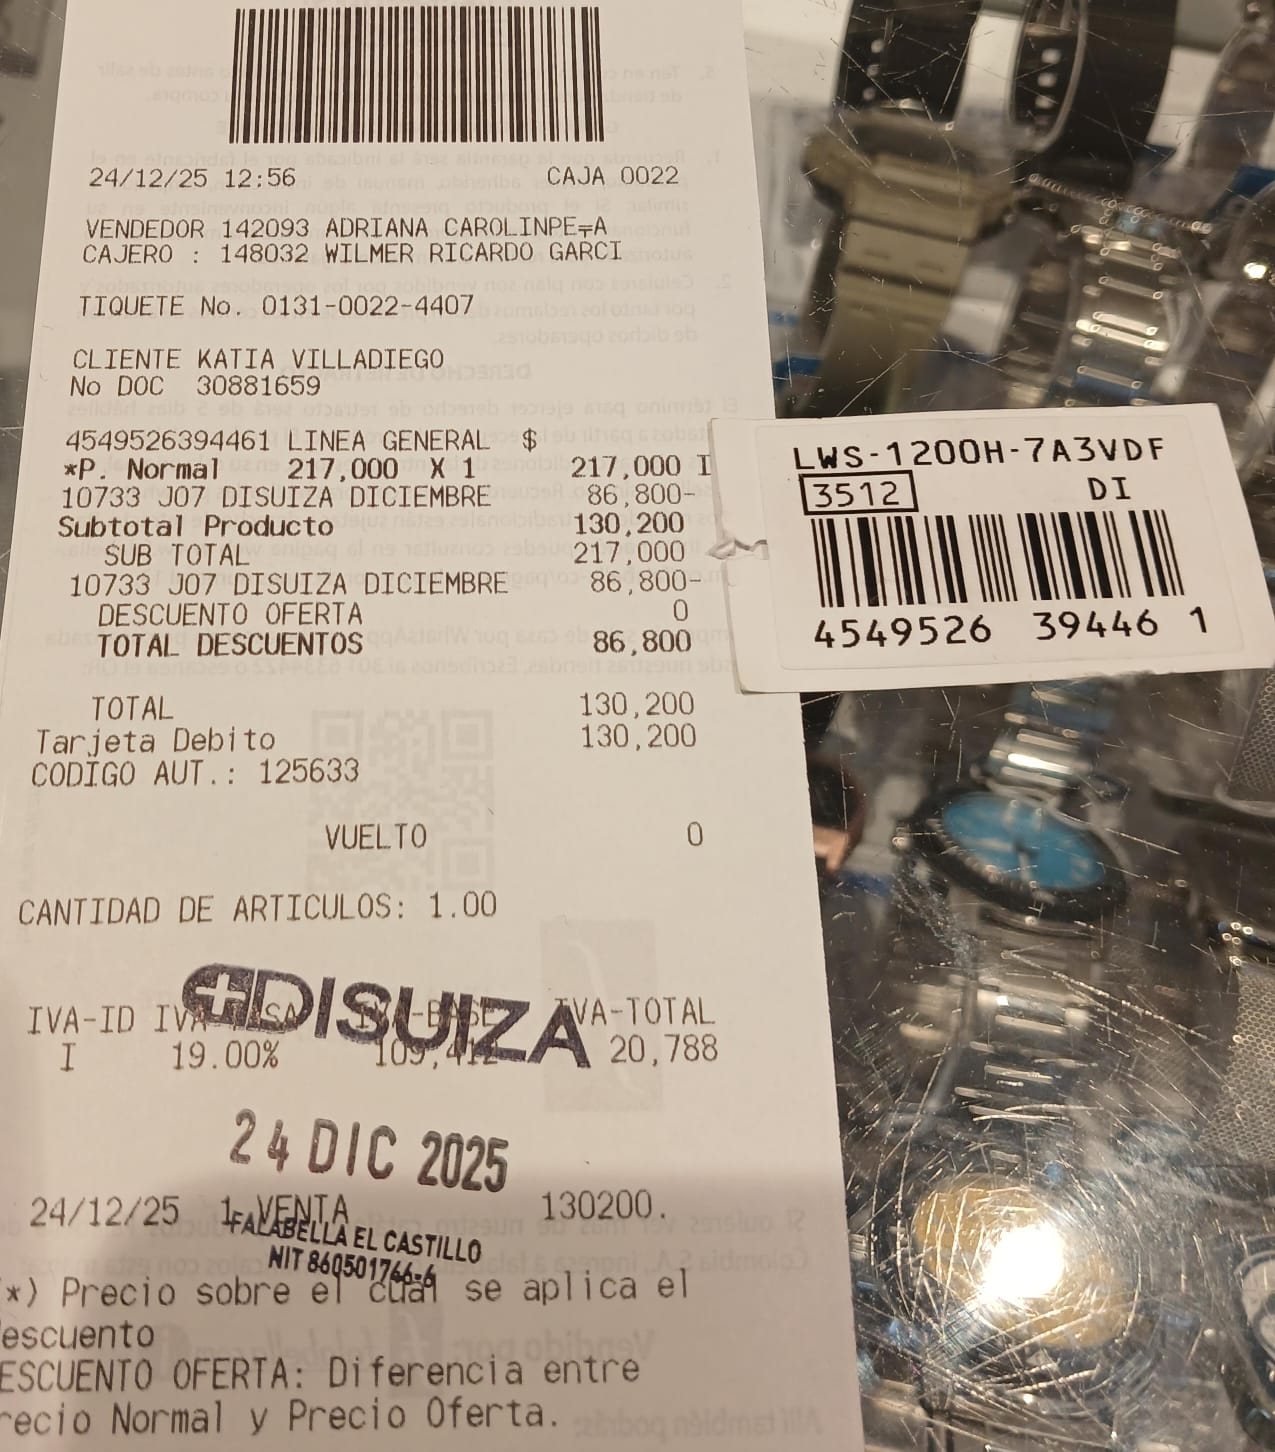 24/12/25 12:56 CAJA 0022
VENDEDOR 142093 ADRIANA CAROLINPE╤A
CAJERO : 148032 WILMER RICARDO GARCI
TIQUETE No. 0131-0022-4407
CLIENTE KATIA VILLADIEGO
No DOC 30881659
4549526394461 LINEA GENERAL $
*P. Normal 217,000 X 1 217,000 I
10733 J07 DISUIZA DICIEMBRE 86,800-
Subtotal Producto 130,200
SUB TOTAL 217,000
10733 J07 DISUIZA DICIEMBRE 86,800-
DESCUENTO OFERTA 0
TOTAL DESCUENTOS 86,800
TOTAL 130,200
Tarjeta Debito 130,200
CODIGO AUT.: 125633
VUELTO 0
CANTIDAD DE ARTICULOS: 1.00
DISUIZA
IVA-ID IVA-TASA IVA-BASE IVA-TOTAL
I 19.00% 109,412 20,788
24 DIC 2025
24/12/25 1 VENTA 130200.
FALABELLA EL CASTILLO
NIT 860501766-6
*) Precio sobre el cual se aplica el
escuento
ESCUENTO OFERTA: Diferencia entre
recio Normal y Precio Oferta.
LWS-1200H-7A3VDF
3512 DI
4549526 39446 1